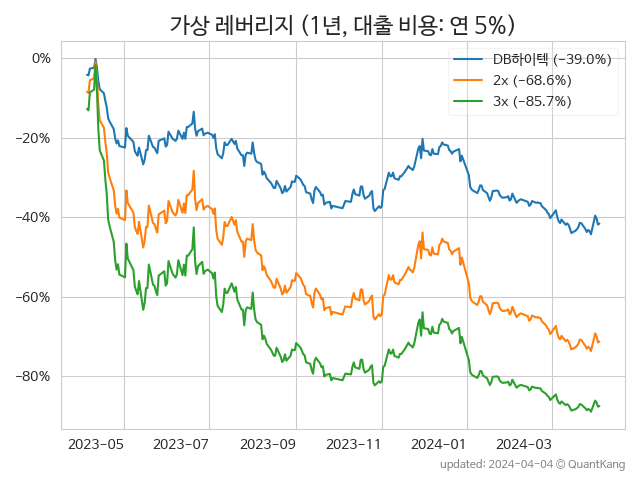 가상 레버리지 (1년, 대출 비용: 연 5%)
DB하이텍 (−39.0%)
2x (−68.6%)
3x (−85.7%)
0%
−20%
−40%
−60%
−80%
2023-05 2023-07 2023-09 2023-11 2024-01 2024-03
updated: 2024-04-04 © QuantKang